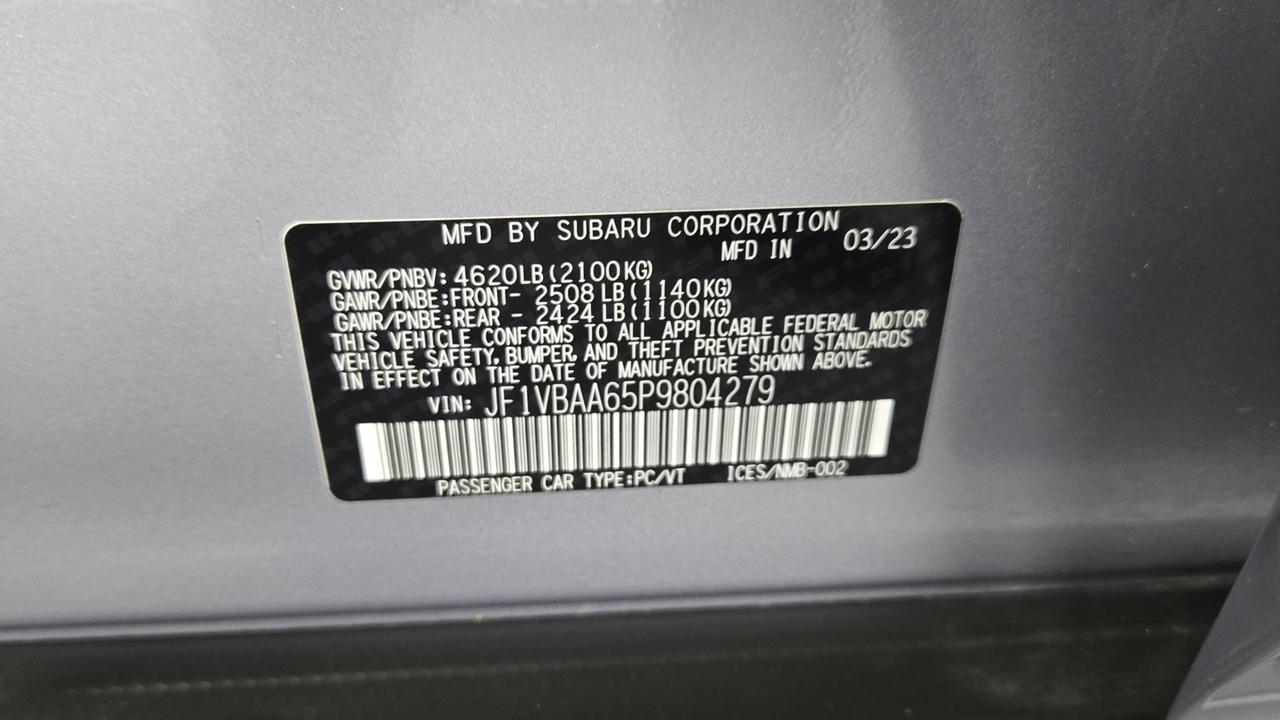 MFD BY SUBARU CORPORATION
MFD IN 03/23
GVWR/PNBV: 4620LB(2100KG)
GAWR/PNBE:FRONT- 2508 LB(1140KG)
GAWR/PNBE:REAR - 2424 LB(1100KG)
THIS VEHICLE CONFORMS TO ALL APPLICABLE FEDERAL MOTOR
VEHICLE SAFETY, BUMPER, AND THEFT PREVENTION STANDARDS
IN EFFECT ON THE DATE OF MANUFACTURE SHOWN ABOVE.
VIN: JF1VBAA65P9804279
PASSENGER CAR TYPE:PC/VT ICES/NMB-002